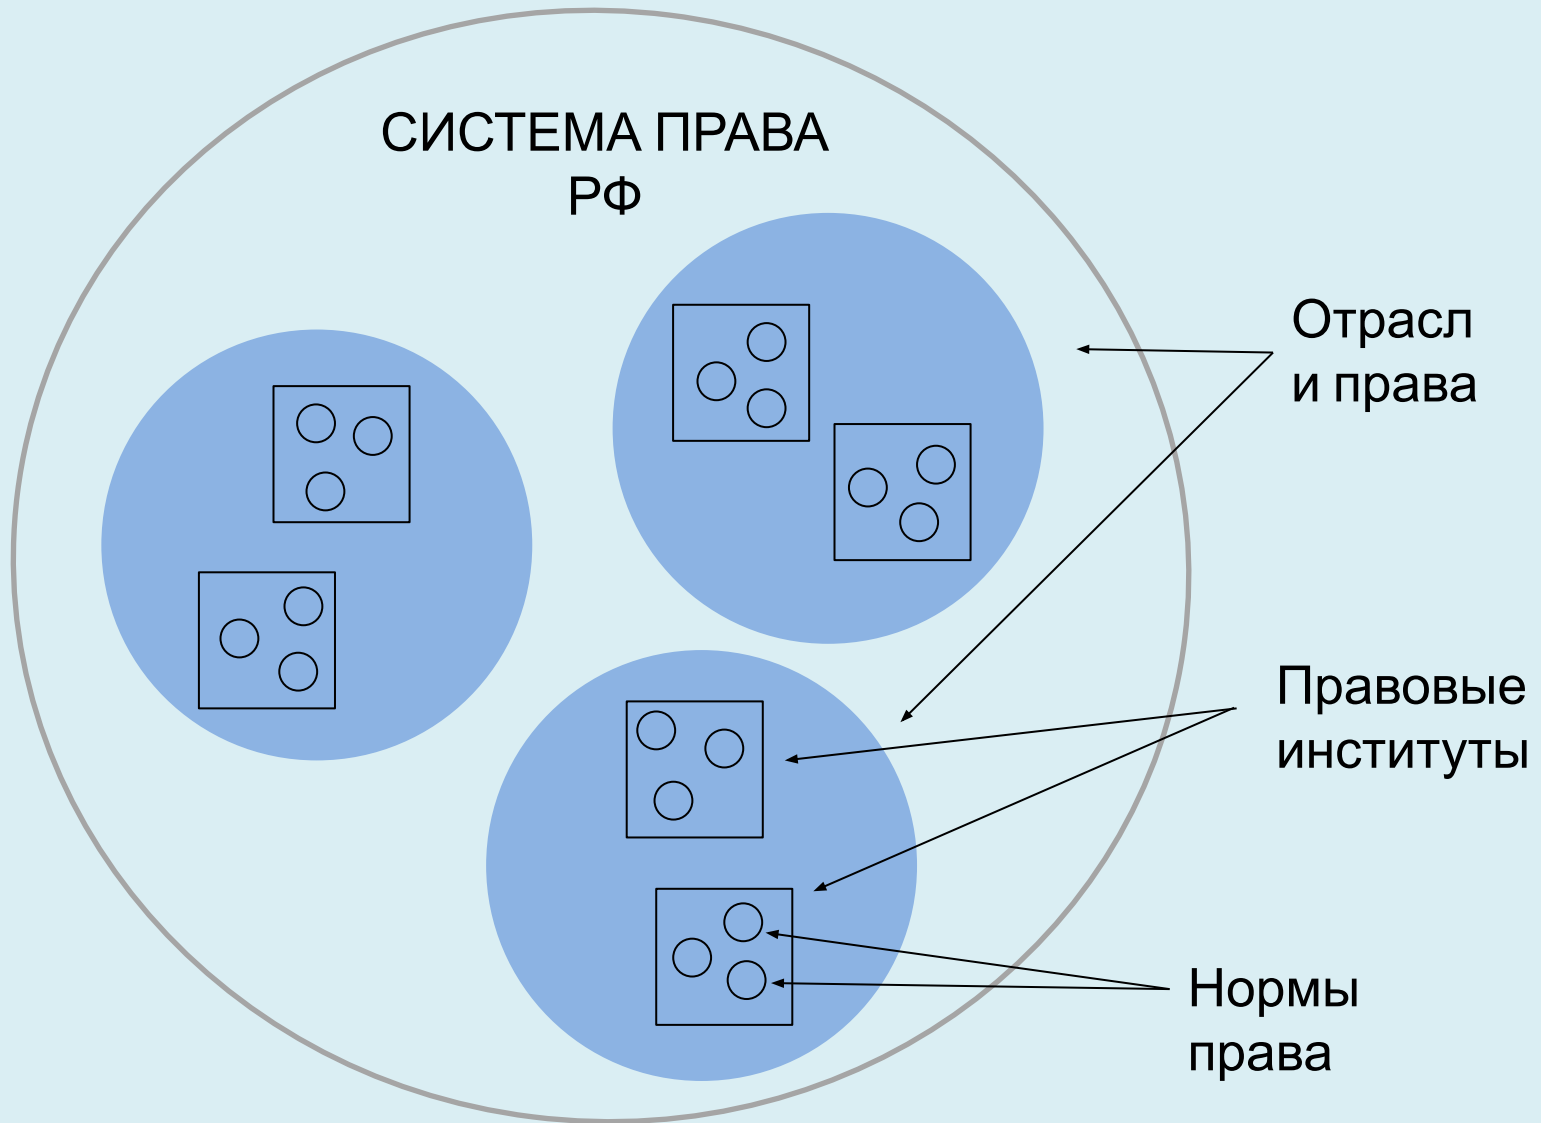 СИСТЕМА ПРАВА
РФ
Отрасл
и права
Правовые
институты
Нормы
права